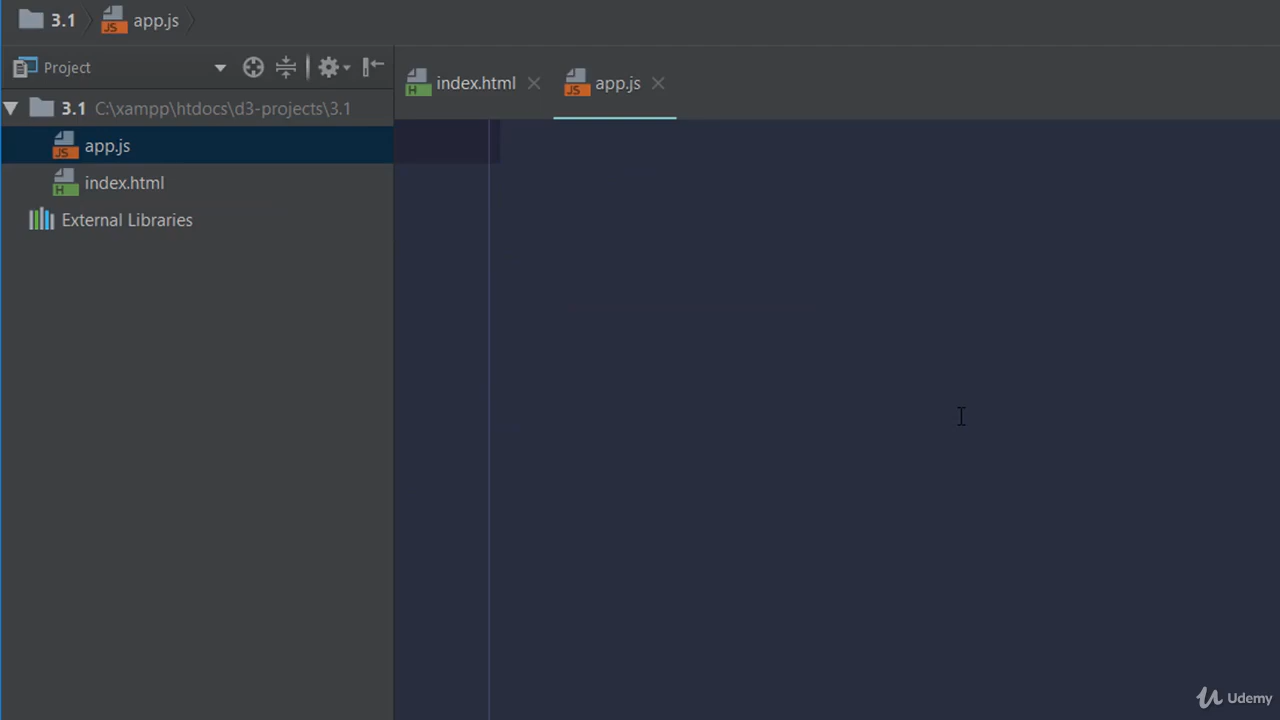 3.1 app.js
Project
index.html app.js
3.1 C:\xampp\htdocs\d3-projects\3.1
app.js
index.html
External Libraries
Udemy